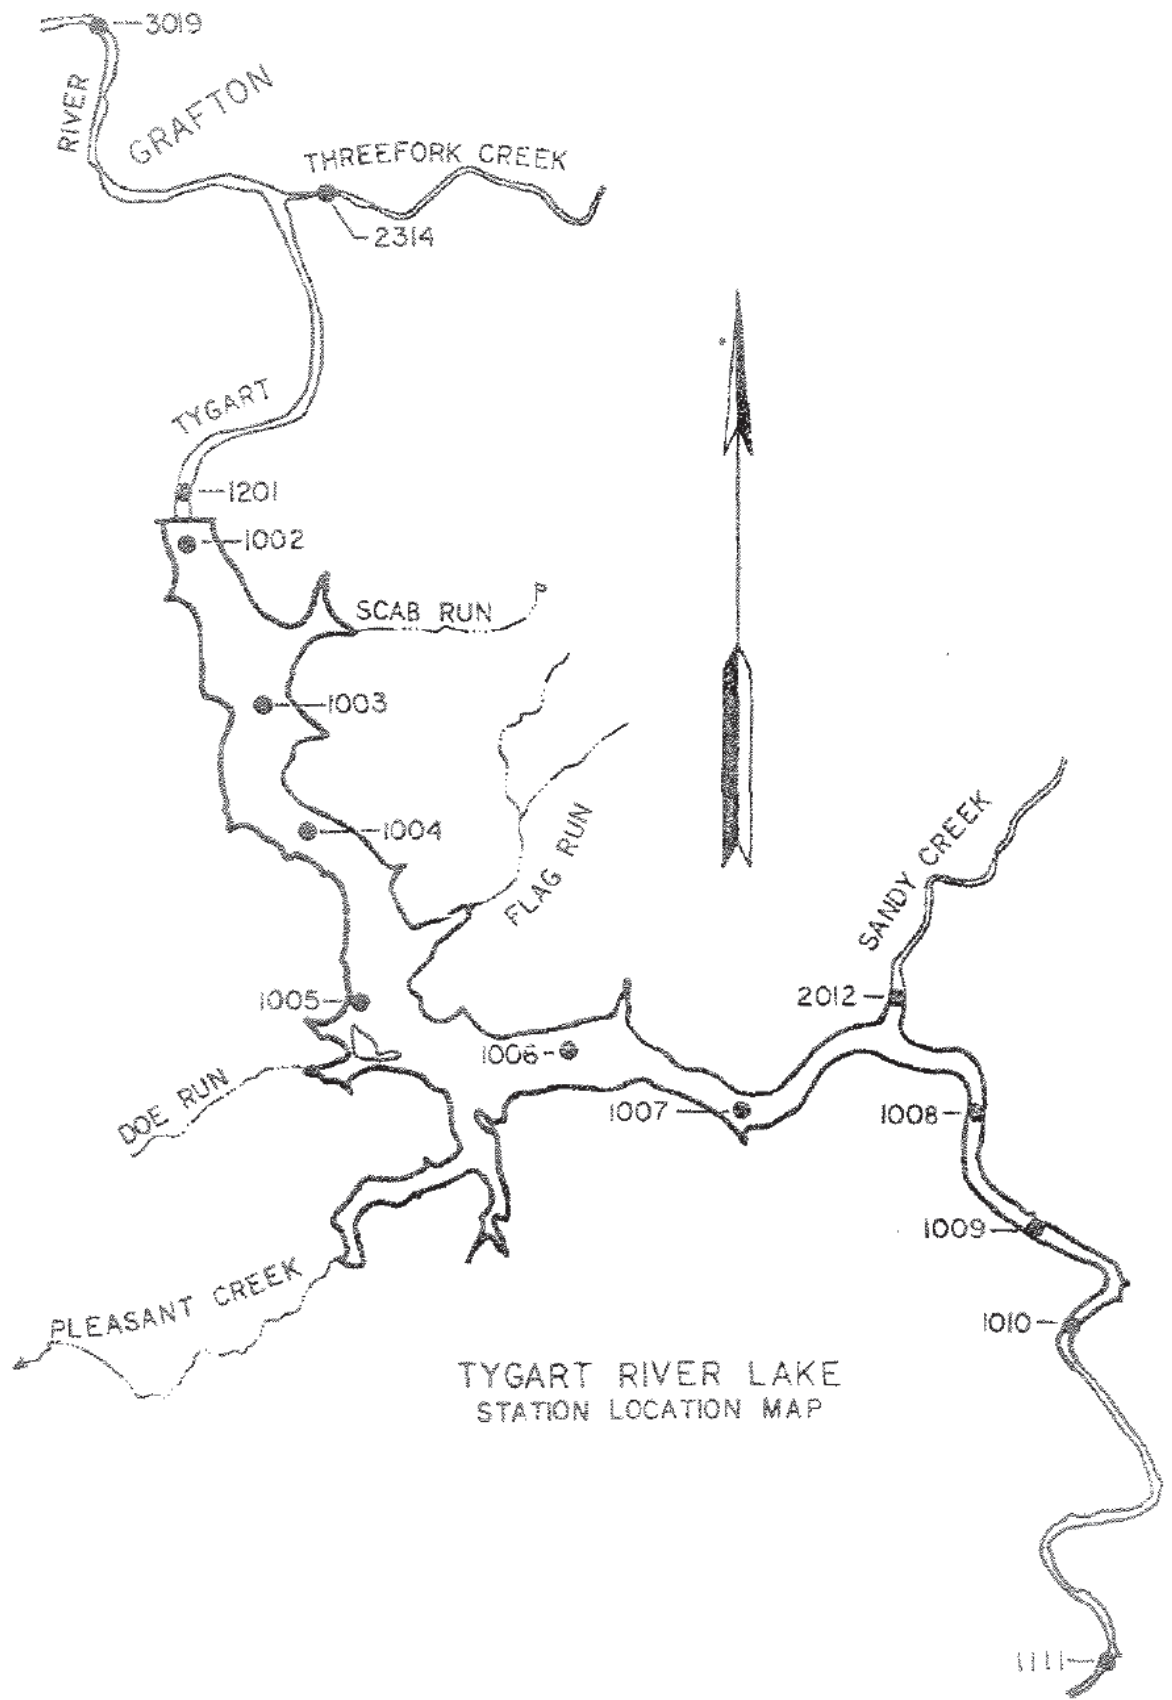 3019
RIVER
GRAFTON
THREEFORK CREEK
2314
TYGART
1201
1002
SCAB RUN
1003
1004
FLAG RUN
SANDY CREEK
1005
2012
1006
DOE RUN
1007
1008
1009
PLEASANT CREEK
1010
TYGART RIVER LAKE
STATION LOCATION MAP
1111